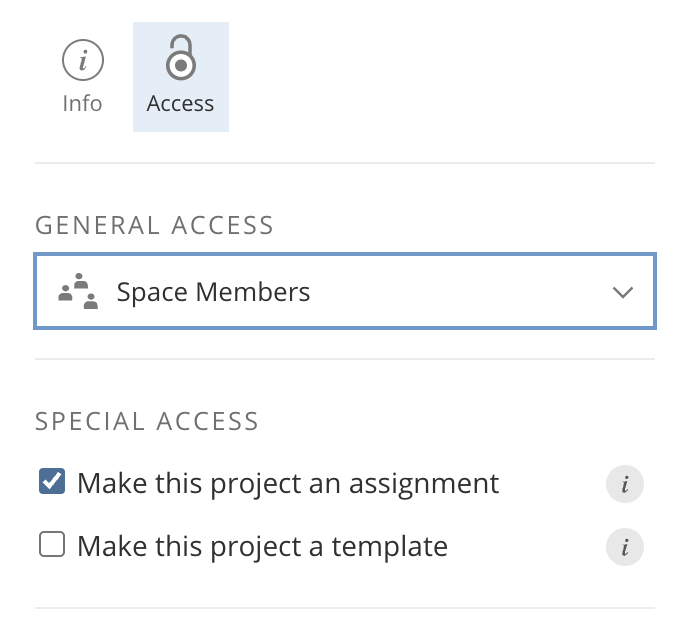 Info
Access
GENERAL ACCESS
Space Members
SPECIAL ACCESS
Make this project an assignment
Make this project a template